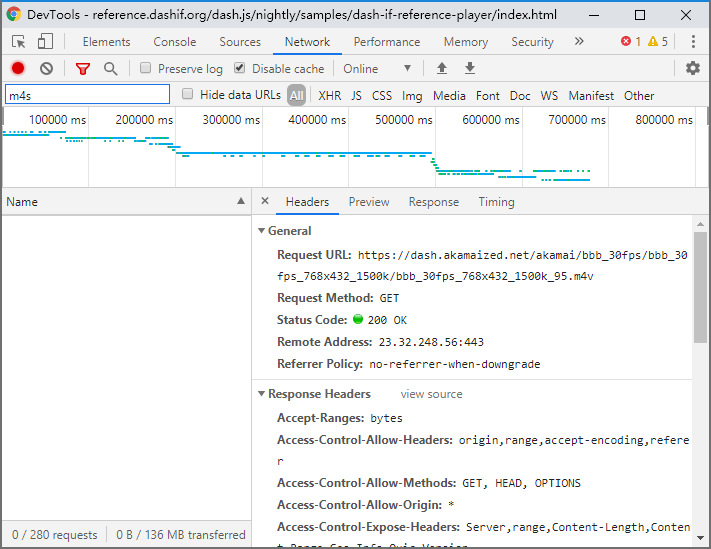 DevTools - reference.dashif.org/dash.js/nightly/samples/dash-if-reference-player/index.html
Elements Console Sources Network Performance Memory Security » 1 5
Preserve log Disable cache Online
m4s Hide data URLs All XHR JS CSS Img Media Font Doc WS Manifest Other
100000 ms 200000 ms 300000 ms 400000 ms 500000 ms 600000 ms 700000 ms 800000 ms
Name
Headers Preview Response Timing
General
Request URL: https://dash.akamaized.net/akamai/bbb_30fps/bbb_30
fps_768x432_1500k/bbb_30fps_768x432_1500k_95.m4v
Request Method: GET
Status Code: 200 OK
Remote Address: 23.32.248.56:443
Referrer Policy: no-referrer-when-downgrade
Response Headers view source
Accept-Ranges: bytes
Access-Control-Allow-Headers: origin,range,accept-encoding,refere
r
Access-Control-Allow-Methods: GET, HEAD, OPTIONS
Access-Control-Allow-Origin: *
Access-Control-Expose-Headers: Server,range,Content-Length,Conten
0 / 280 requests 0 B / 136 MB transferred